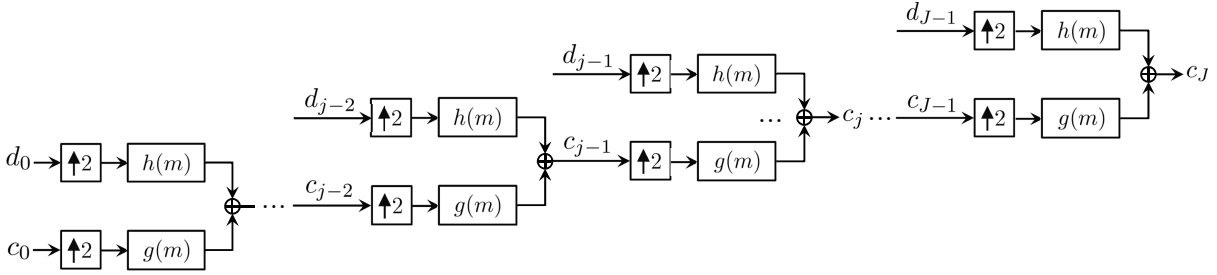 d_{J-1} ↑2 h(m)
d_{j-1} ↑2 h(m) ⊕ c_J
d_{j-2} ↑2 h(m) ... ⊕ c_j ... c_{J-1} ↑2 g(m)
d_0 ↑2 h(m) ⊕ c_{j-1} ↑2 g(m)
⊕ ... c_{j-2} ↑2 g(m)
c_0 ↑2 g(m)